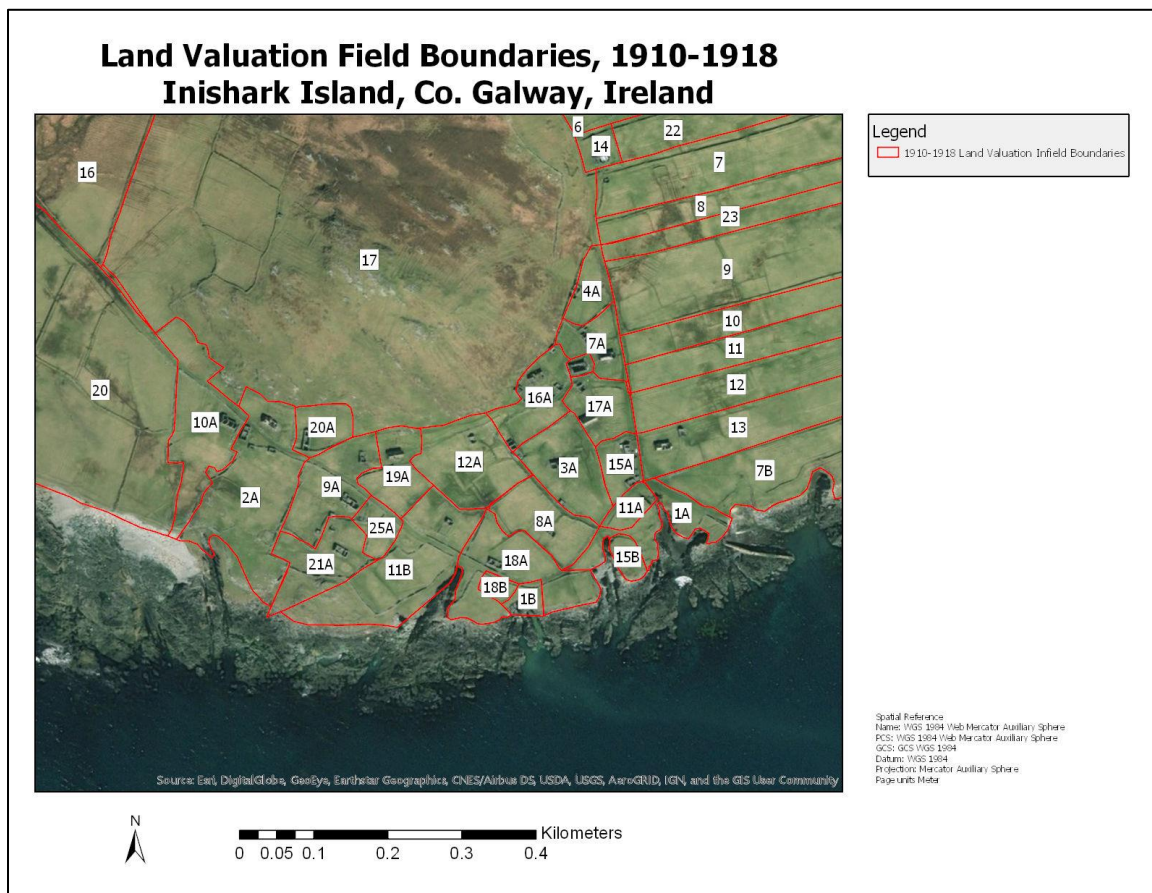 Land Valuation Field Boundaries, 1910-1918
Inishark Island, Co. Galway, Ireland
Legend
1910-1918 Land Valuation Infield Boundaries
6
22
14
7
16
8
23
17
9
4A
10
7A
11
20
12
16A
17A
13
10A
20A
12A
3A
15A
7B
19A
2A
9A
11A
1A
8A
25A
21A
11B
18A
15B
18B
1B
Source: Esri, DigitalGlobe, GeoEye, Earthstar Geographics, CNES/Airbus DS, USDA, USGS, AeroGRID, IGN, and the GIS User Community
Spatial Reference
Name: WGS 1984 Web Mercator Auxiliary Sphere
PCS: WGS 1984 Web Mercator Auxiliary Sphere
GCS: GCS WGS 1984
Datum: WGS 1984
Projection: Mercator Auxiliary Sphere
Page units Meter
N
Kilometers
0 0.05 0.1 0.2 0.3 0.4